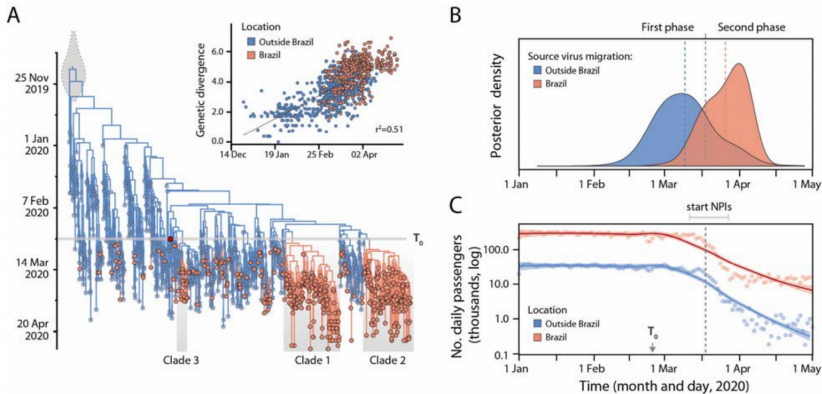 A
Location
Outside Brazil
Brazil
Genetic divergence
6.0
4.0
2.0
0.0
r²=0.51
14 Dec 19 Jan 25 Feb 02 Apr
25 Nov
2019
1 Jan
2020
7 Feb
2020
14 Mar
2020
20 Apr
2020
T₀
Clade 3
Clade 1
Clade 2
B
First phase Second phase
Source virus migration:
Outside Brazil
Brazil
Posterior density
1 Jan 1 Feb 1 Mar 1 Apr 1 May
C
start NPIs
No. daily passengers
(thousands, log)
100.0
10.0
1.0
0.1
Location
Outside Brazil
Brazil
T₀
1 Jan 1 Feb 1 Mar 1 Apr 1 May
Time (month and day, 2020)